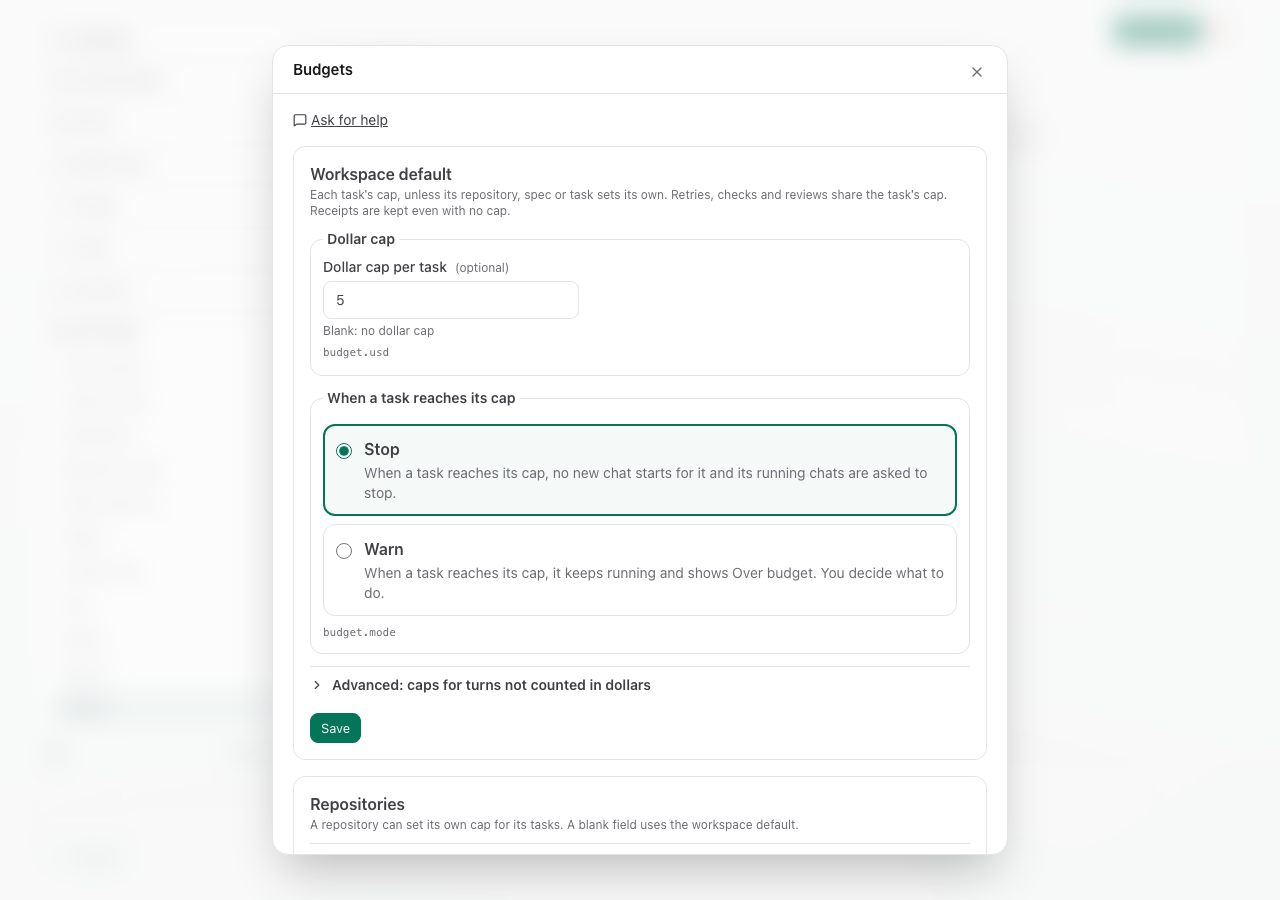 Budgets
Ask for help
Workspace default
Each task's cap, unless its repository, spec or task sets its own. Retries, checks and reviews share the task's cap.
Receipts are kept even with no cap.
Dollar cap
Dollar cap per task (optional)
5
Blank: no dollar cap
budget.usd
When a task reaches its cap
Stop
When a task reaches its cap, no new chat starts for it and its running chats are asked to
stop.
Warn
When a task reaches its cap, it keeps running and shows Over budget. You decide what to
do.
budget.mode
Advanced: caps for turns not counted in dollars
Save
Repositories
A repository can set its own cap for its tasks. A blank field uses the workspace default.